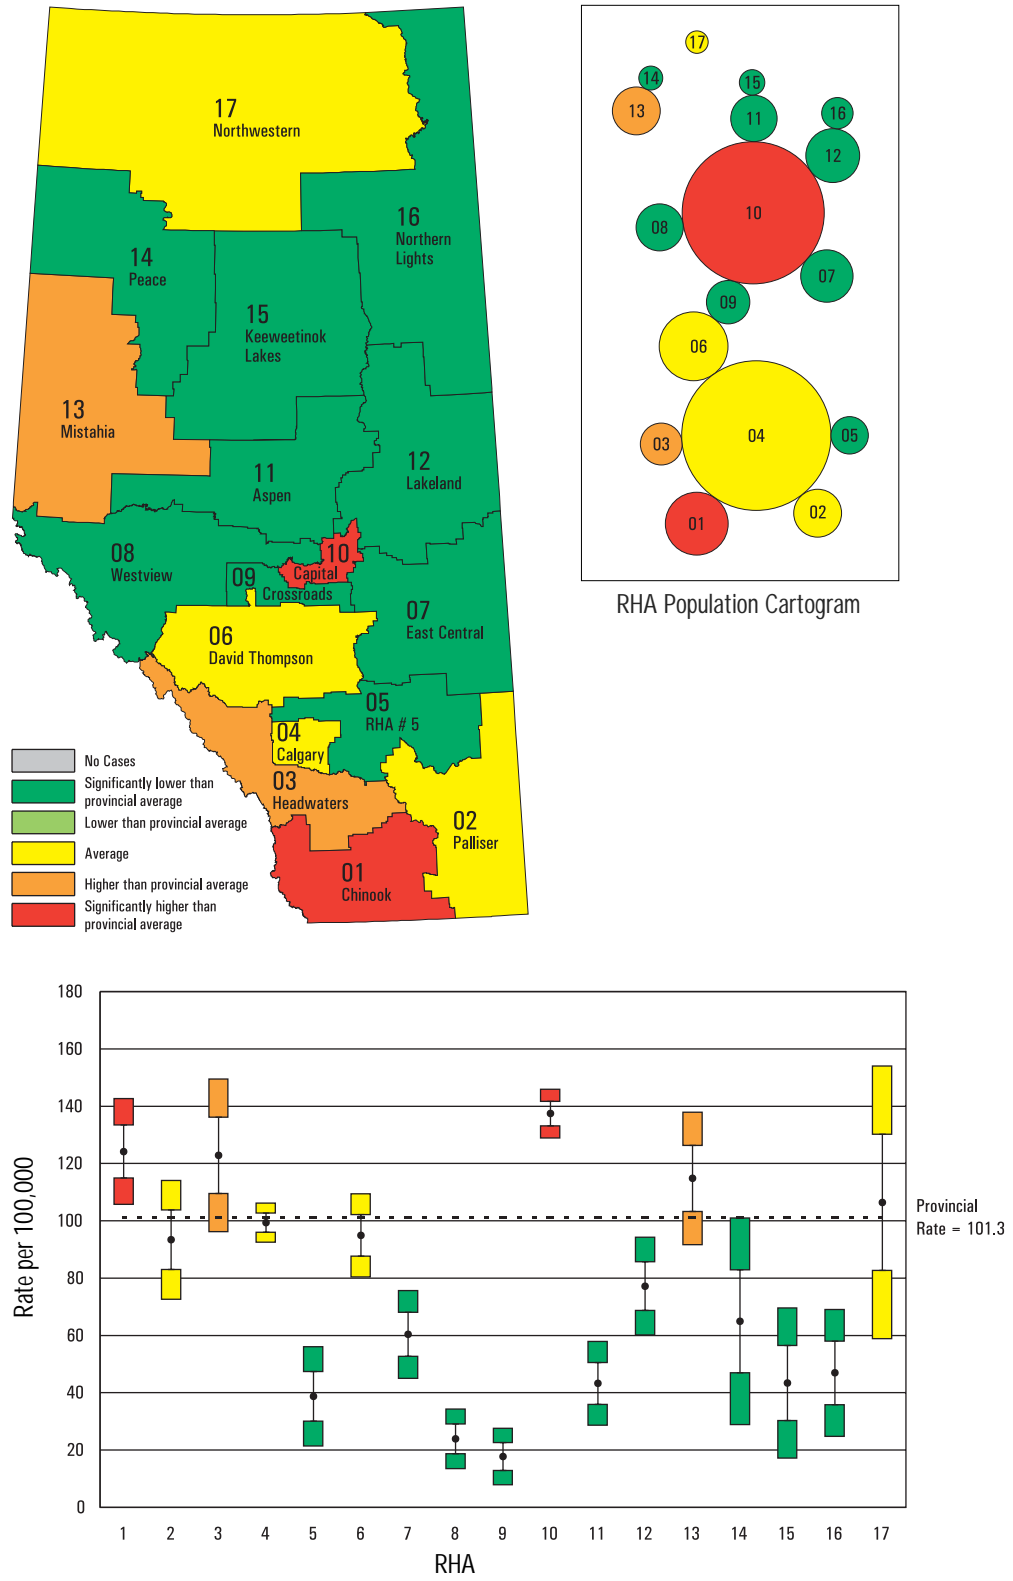 17
Northwestern
16
Northern
Lights
14
Peace
15
Keeweetinok
Lakes
13
Mistahia
12
Lakeland
11
Aspen
10
Capital
08
Westview
09
Crossroads
07
East Central
06
David Thompson
05
RHA # 5
04
Calgary
03
Headwaters
02
Palliser
01
Chinook
No Cases
Significantly lower than
provincial average
Lower than provincial average
Average
Higher than provincial average
Significantly higher than
provincial average
17
14
15
13
11
16
12
10
08
07
09
06
04
03
05
01
02
RHA Population Cartogram
180
160
140
120
100
80
60
40
20
0
Rate per 100,000
Provincial
Rate = 101.3
1 2 3 4 5 6 7 8 9 10 11 12 13 14 15 16 17
RHA